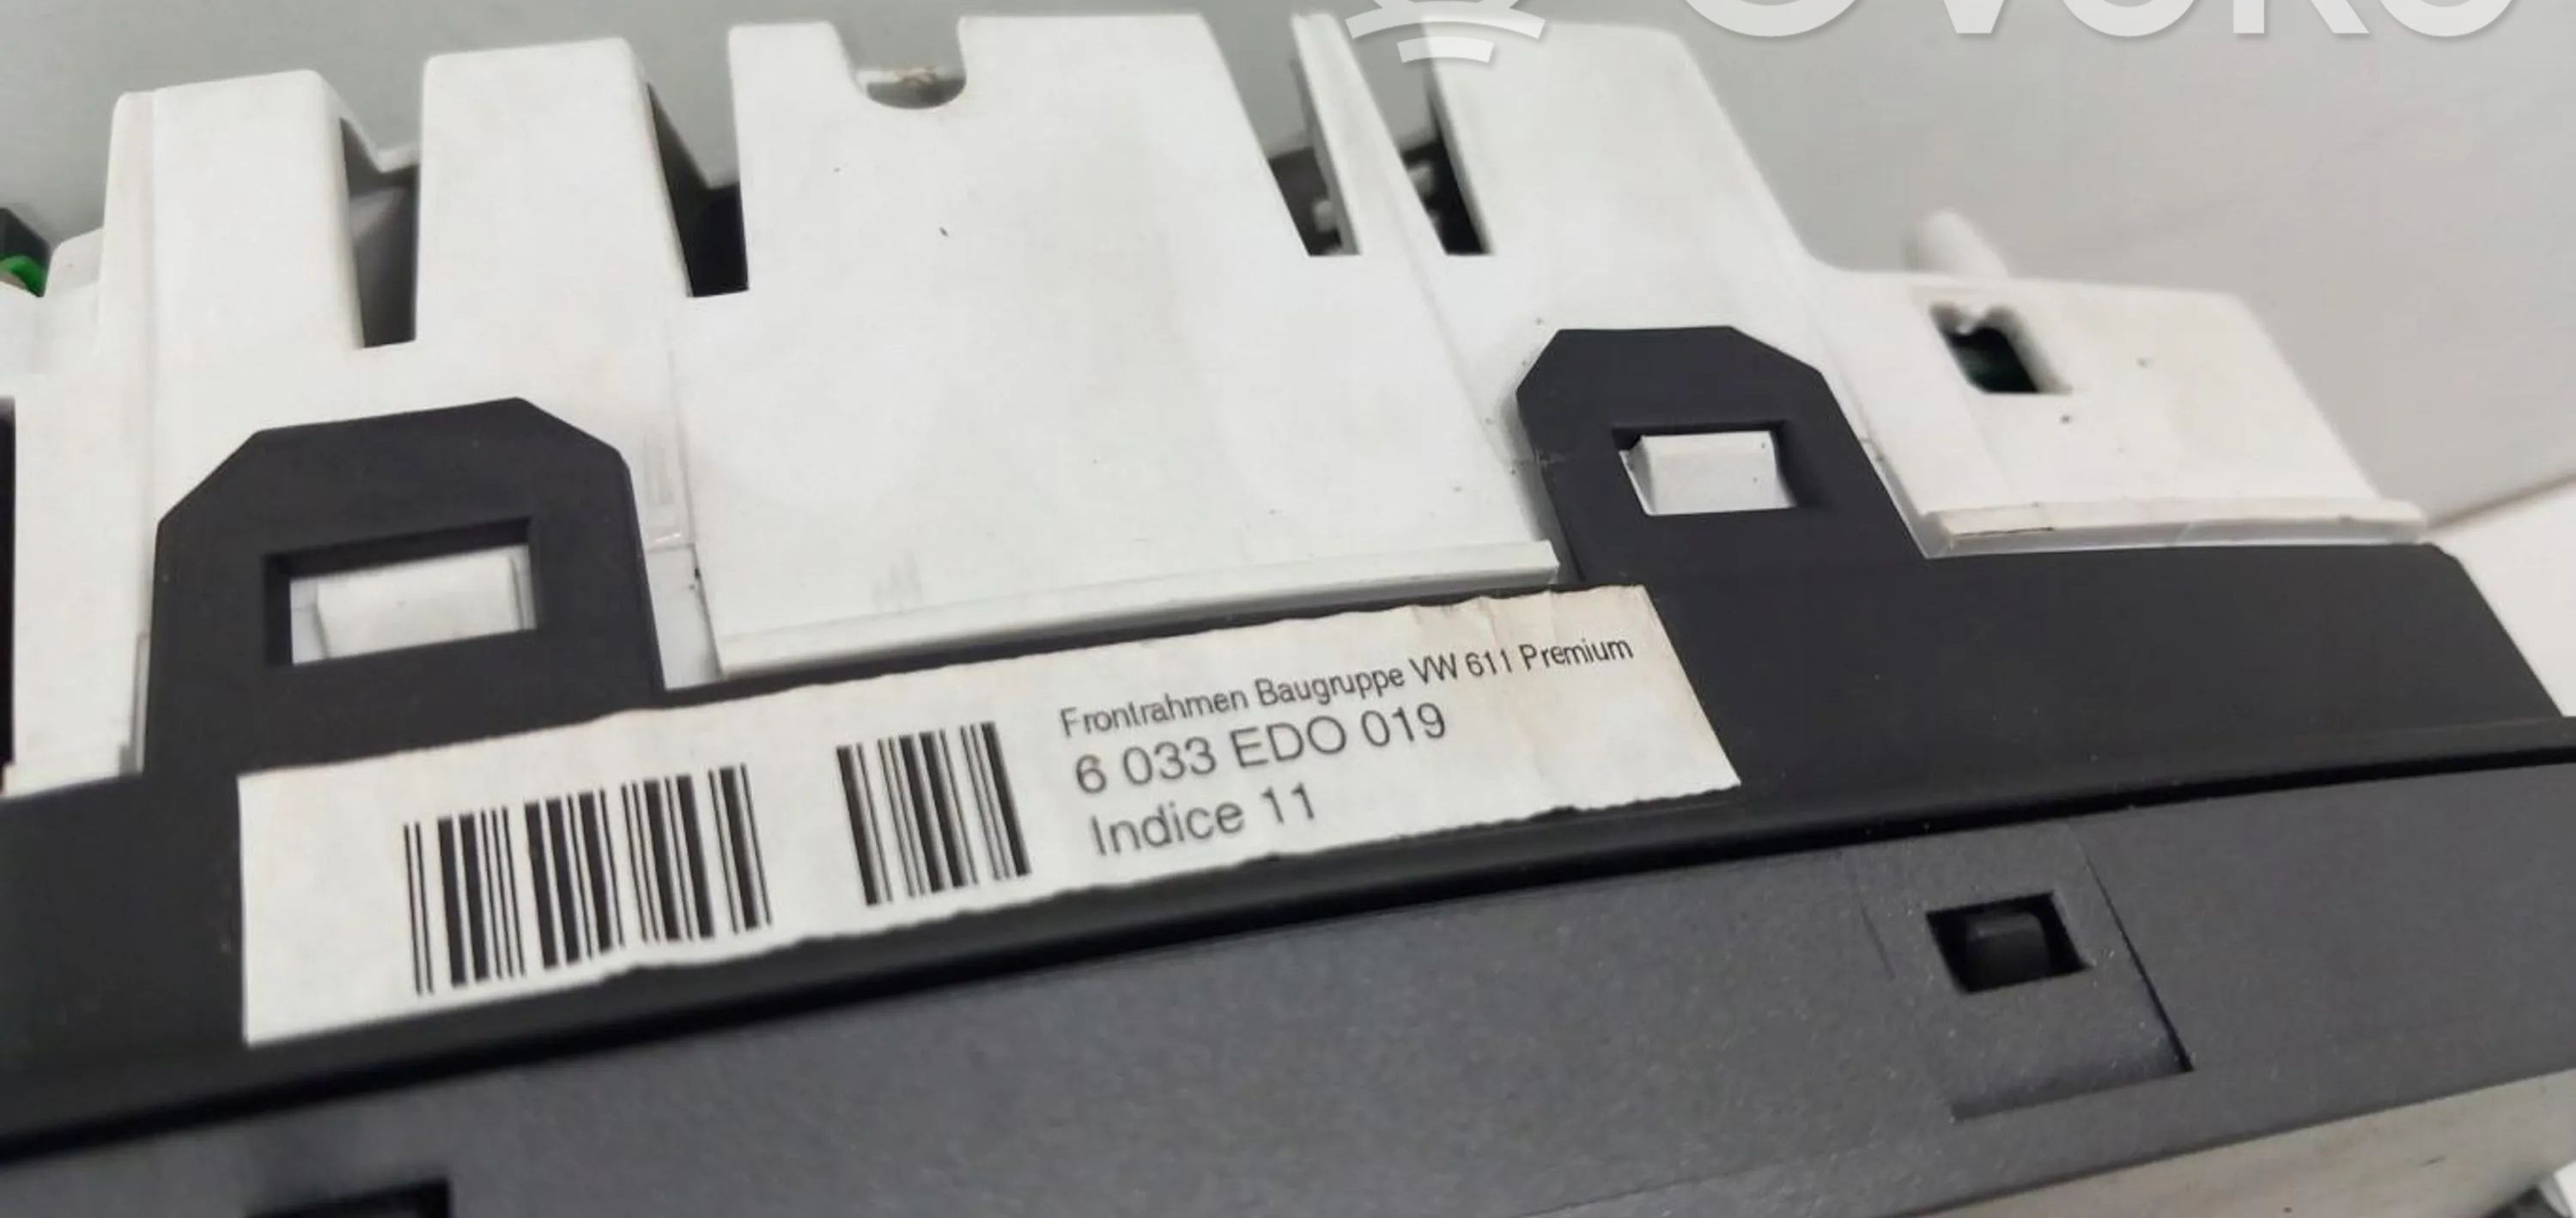 Frontrahmen Baugruppe VW 611 Premium
6 033 EDO 019
Indice 11